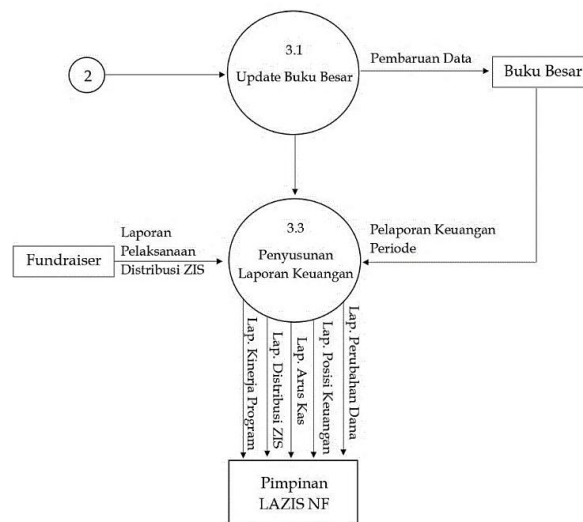 3.1
Update Buku Besar
2
Pembaruan Data
Buku Besar
3.3
Penyusunan
Laporan Keuangan
Laporan
Pelaksanaan
Distribusi ZIS
Fundraiser
Pelaporan Keuangan
Periode
Lap. Kinerja Program
Lap. Distribusi ZIS
Lap. Arus Kas
Lap. Posisi Keuangan
Lap. Perubahan Dana
Pimpinan
LAZIS NF